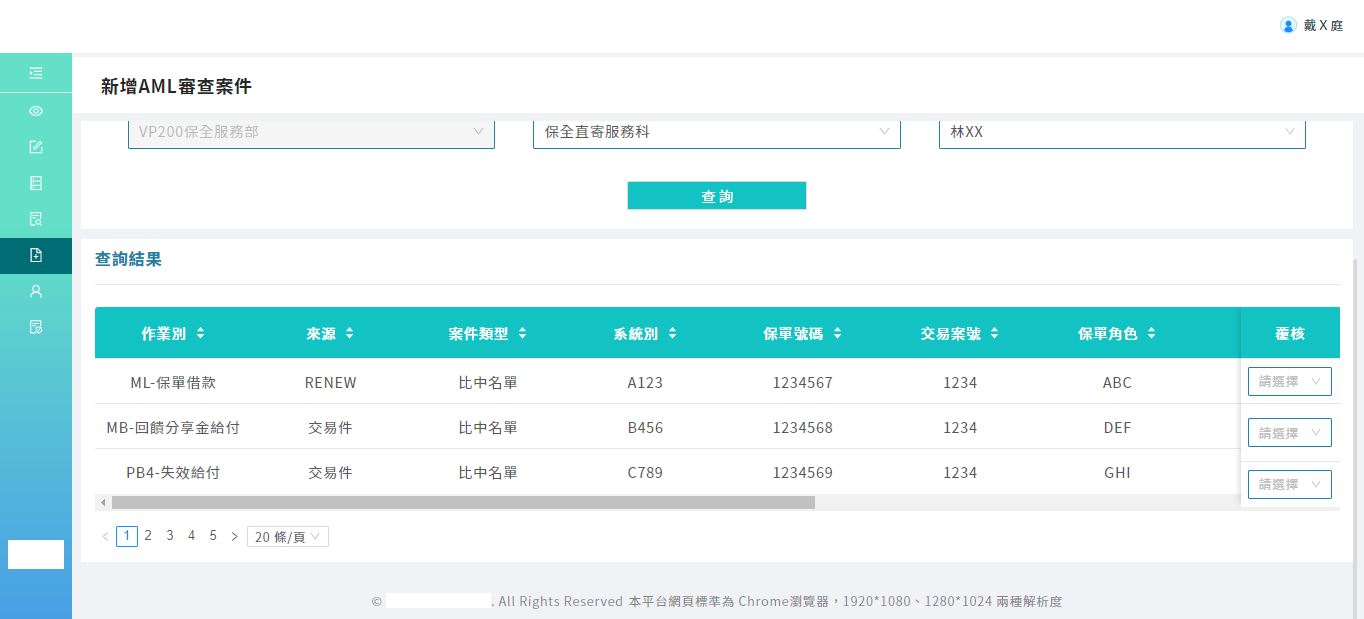 戴X庭
新增AML審查案件
VP200保全服務部 保全直寄服務科 林XX
查詢
查詢結果
作業別 來源 案件類型 系統別 保單號碼 交易案號 保單角色 覆核
ML-保單借款 RENEW 比中名單 A123 1234567 1234 ABC 請選擇
MB-回饋分享金給付 交易件 比中名單 B456 1234568 1234 DEF 請選擇
PB4-失效給付 交易件 比中名單 C789 1234569 1234 GHI 請選擇
< 1 2 3 4 5 > 20 條/頁
© . All Rights Reserved 本平台網頁標準為 Chrome瀏覽器，1920*1080、1280*1024 兩種解析度